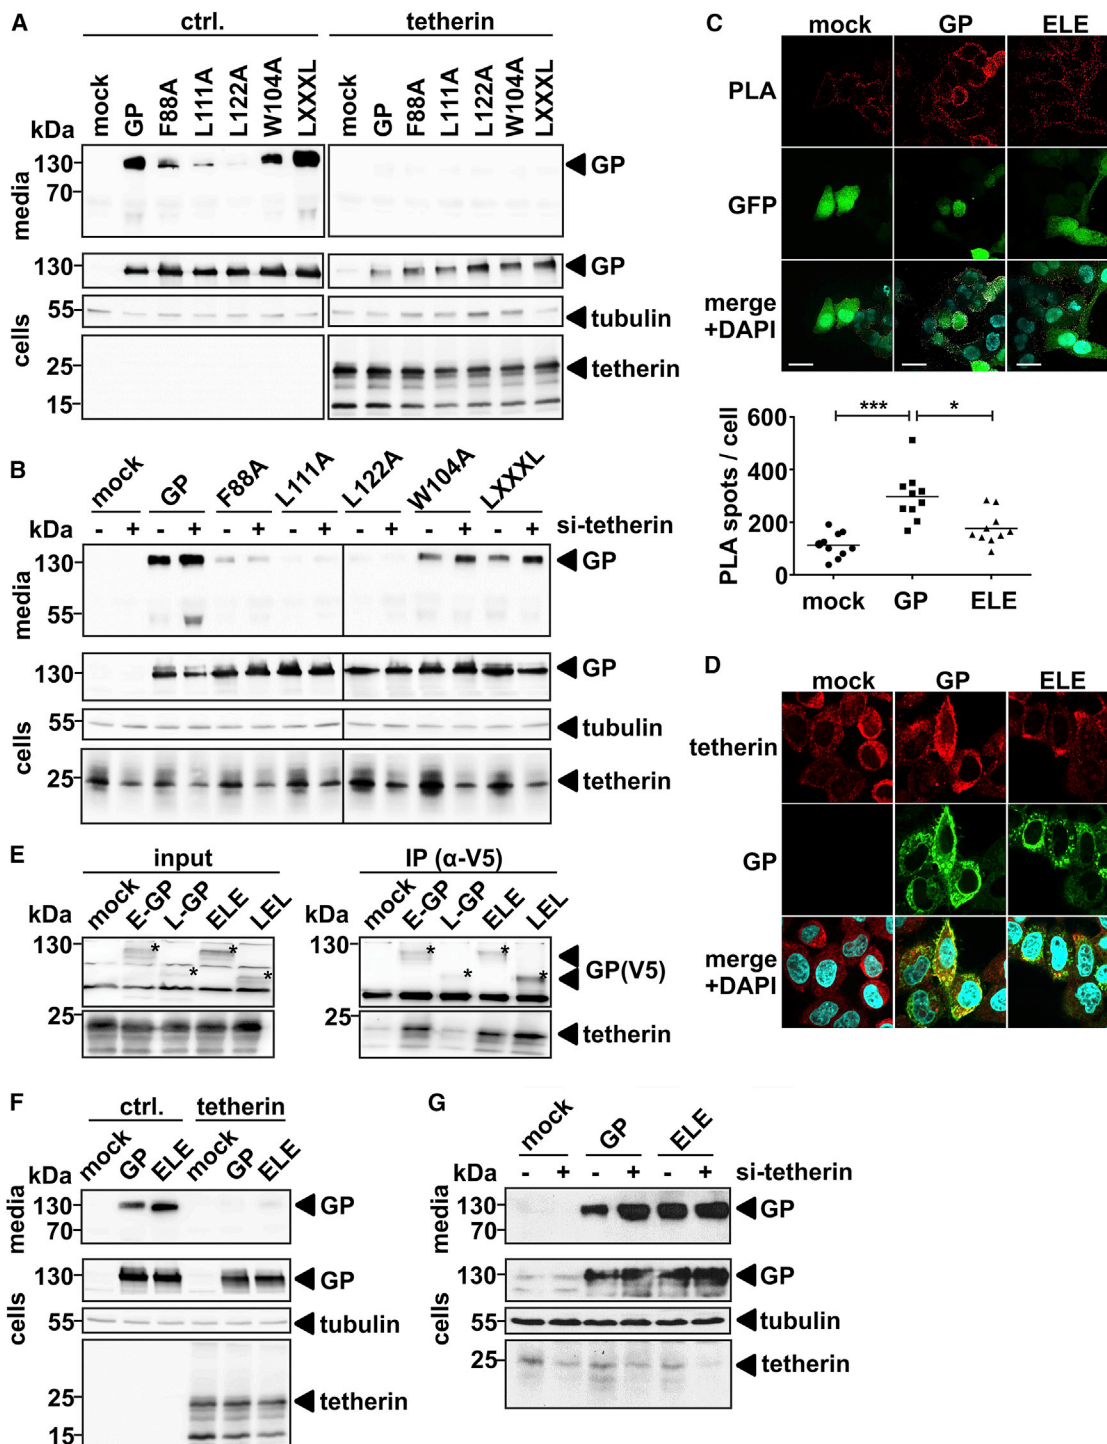 A
ctrl. tetherin
mock GP F88A L111A L122A W104A LXXXL mock GP F88A L111A L122A W104A LXXXL
kDa
130 GP
70
media
130 GP
55 tubulin
25 tetherin
15
cells
B
mock GP F88A L111A L122A W104A LXXXL
kDa - + - + - + - + - + - + - + si-tetherin
130 GP
55
media
130 GP
55 tubulin
25 tetherin
cells
C
mock GP ELE
PLA
GFP
merge
+DAPI
*** *
600
400
200
0
PLA spots / cell
mock GP ELE
D
mock GP ELE
tetherin
GP
merge
+DAPI
E
input IP (α-V5)
mock E-GP L-GP ELE LEL mock E-GP L-GP ELE LEL
kDa kDa
130 * * * * 130 * * * * GP(V5)
25 25 tetherin
F
ctrl. tetherin
mock GP ELE mock GP ELE
kDa
130 GP
70
media
130 GP
55 tubulin
25 tetherin
15
cells
G
mock GP ELE
kDa - + - + - + si-tetherin
130 GP
70
media
130 GP
55 tubulin
25 tetherin
cells